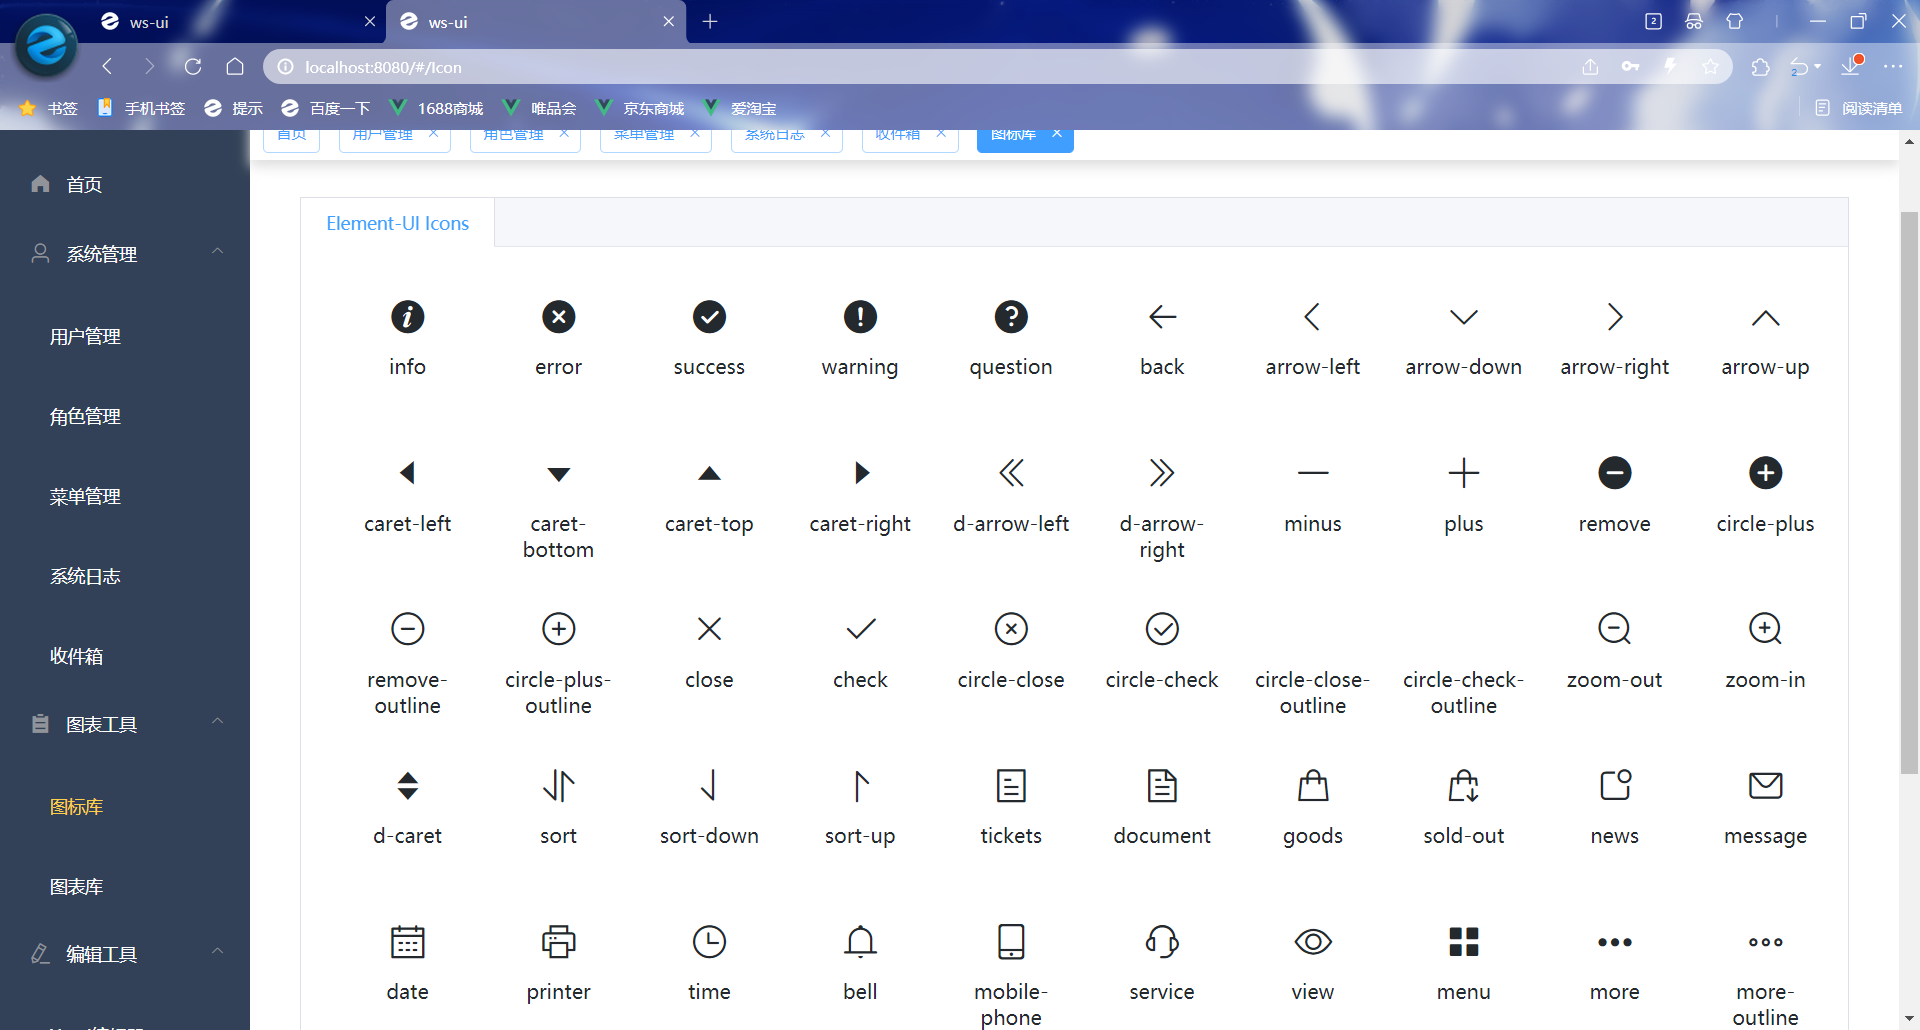 ws-ui
ws-ui
localhost:8080/#/Icon
书签
手机书签
提示
百度一下
1688商城
唯品会
京东商城
爱淘宝
阅读清单
首页
用户管理
角色管理
菜单管理
系统日志
收件箱
图标库
首页
系统管理
用户管理
角色管理
菜单管理
系统日志
收件箱
图表工具
图标库
图表库
编辑工具
Element-UI Icons
info
error
success
warning
question
back
arrow-left
arrow-down
arrow-right
arrow-up
caret-left
caret-
bottom
caret-top
caret-right
d-arrow-left
d-arrow-
right
minus
plus
remove
circle-plus
remove-
outline
circle-plus-
outline
close
check
circle-close
circle-check
circle-close-
outline
circle-check-
outline
zoom-out
zoom-in
d-caret
sort
sort-down
sort-up
tickets
document
goods
sold-out
news
message
date
printer
time
bell
mobile-
phone
service
view
menu
more
more-
outline